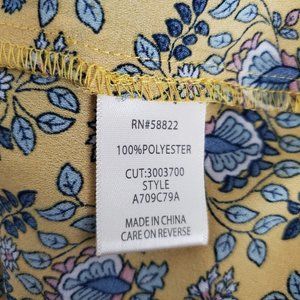 RN#58822
100%POLYESTER
CUT:3003700
STYLE
A709C79A
MADE IN CHINA
CARE ON REVERSE